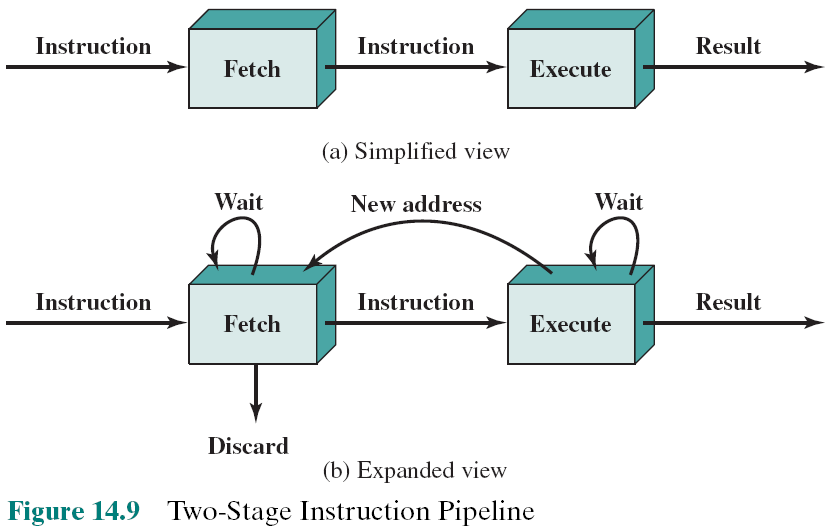 Instruction Instruction Result
Fetch Execute
(a) Simplified view
Wait New address Wait
Instruction Instruction Result
Fetch Execute
Discard
(b) Expanded view
Figure 14.9 Two-Stage Instruction Pipeline